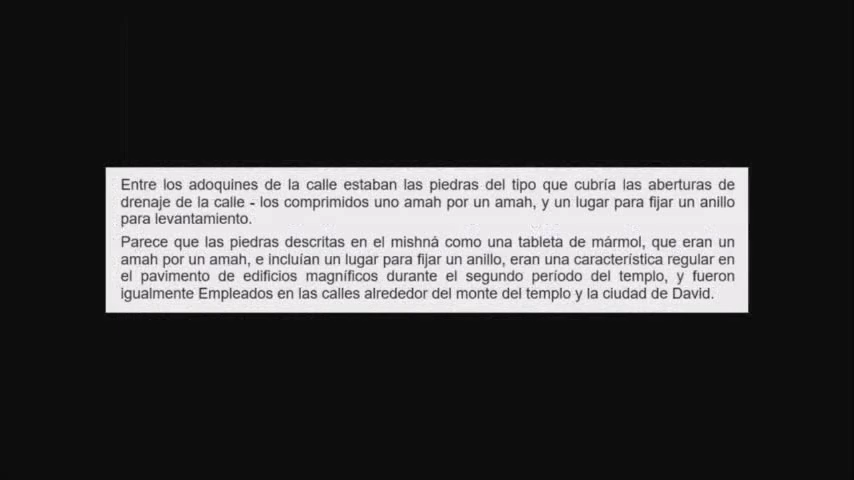 Entre los adoquines de la calle estaban las piedras del tipo que cubría las aberturas de
drenaje de la calle - los comprimidos uno amah por un amah, y un lugar para fijar un anillo
para levantamiento.
Parece que las piedras descritas en el mishná como una tableta de mármol, que eran un
amah por un amah, e incluían un lugar para fijar un anillo, eran una característica regular en
el pavimento de edificios magníficos durante el segundo período del templo, y fueron
igualmente Empleados en las calles alrededor del monte del templo y la ciudad de David.